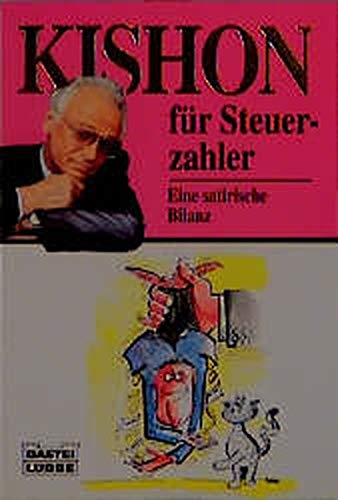 KISHON
für Steuer-
zahler
Eine satirische
Bilanz
BASTEI
LÜBBE